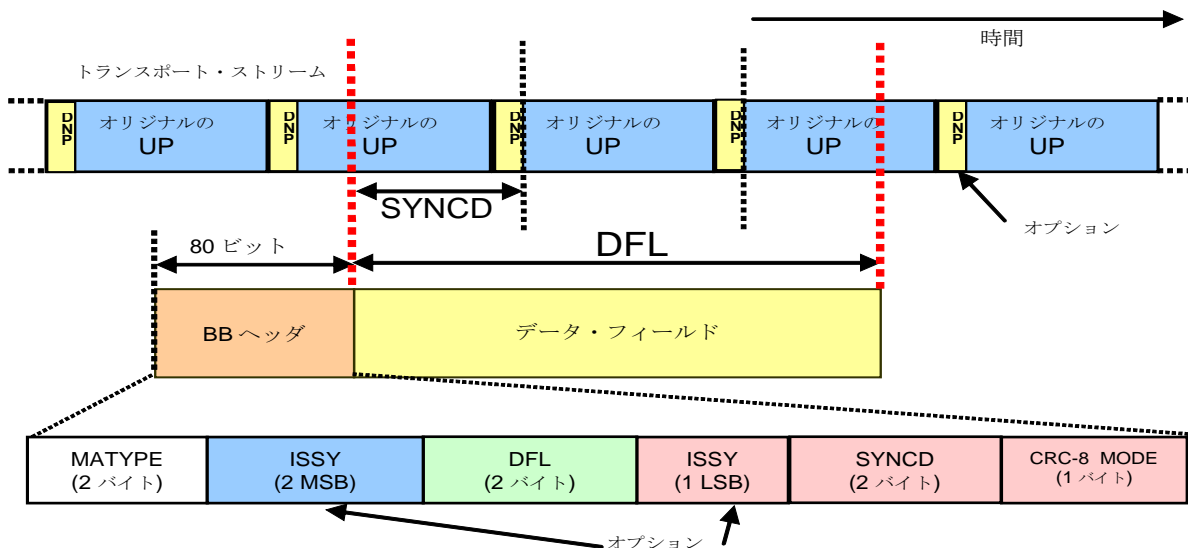 時間
トランスポート・ストリーム
DNP
オリジナルの
UP
DNP
オリジナルの
UP
DNP
オリジナルの
UP
DNP
オリジナルの
UP
DNP
オリジナルの
UP
SYNCD
オプション
80 ビット
DFL
BB ヘッダ
データ・フィールド
MATYPE
(2 バイト)
ISSY
(2 MSB)
DFL
(2 バイト)
ISSY
(1 LSB)
SYNCD
(2 バイト)
CRC-8 MODE
(1 バイト)
オプション